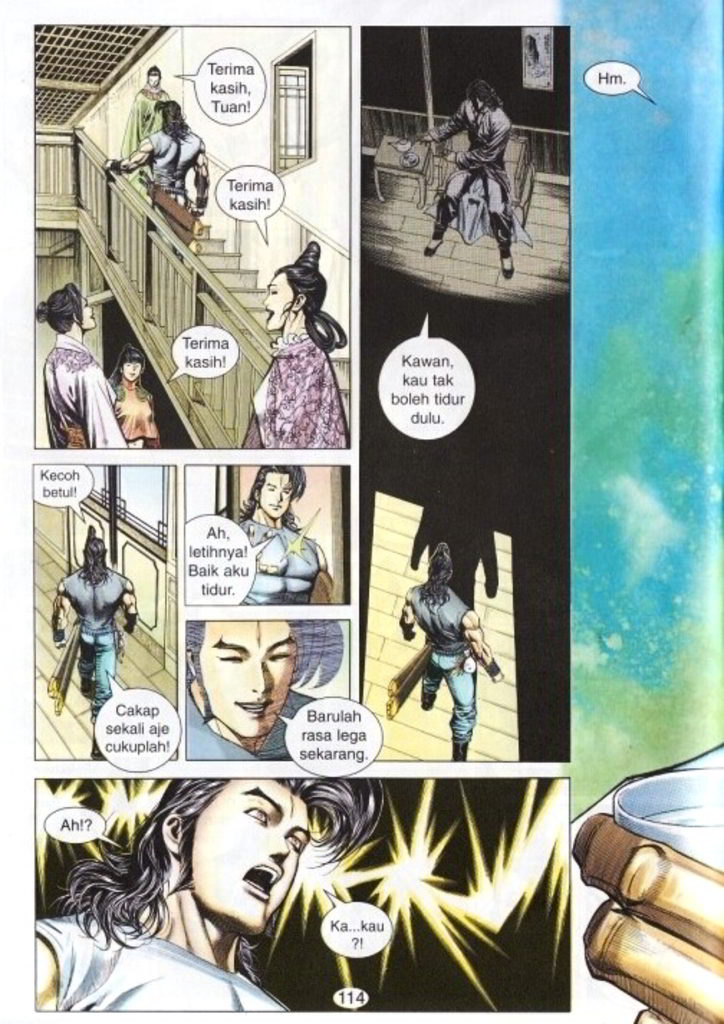 Terima
kasih,
Tuan!
Terima
kasih!
Terima
kasih!
Kecoh
betul!
Cakap
sekali aje
cukuplah!
Ah,
letihnya!
Baik aku
tidur.
Barulah
rasa lega
sekarang.
Kawan,
kau tak
boleh tidur
dulu.
Ah!?
Ka...kau
?!
114
Hm.